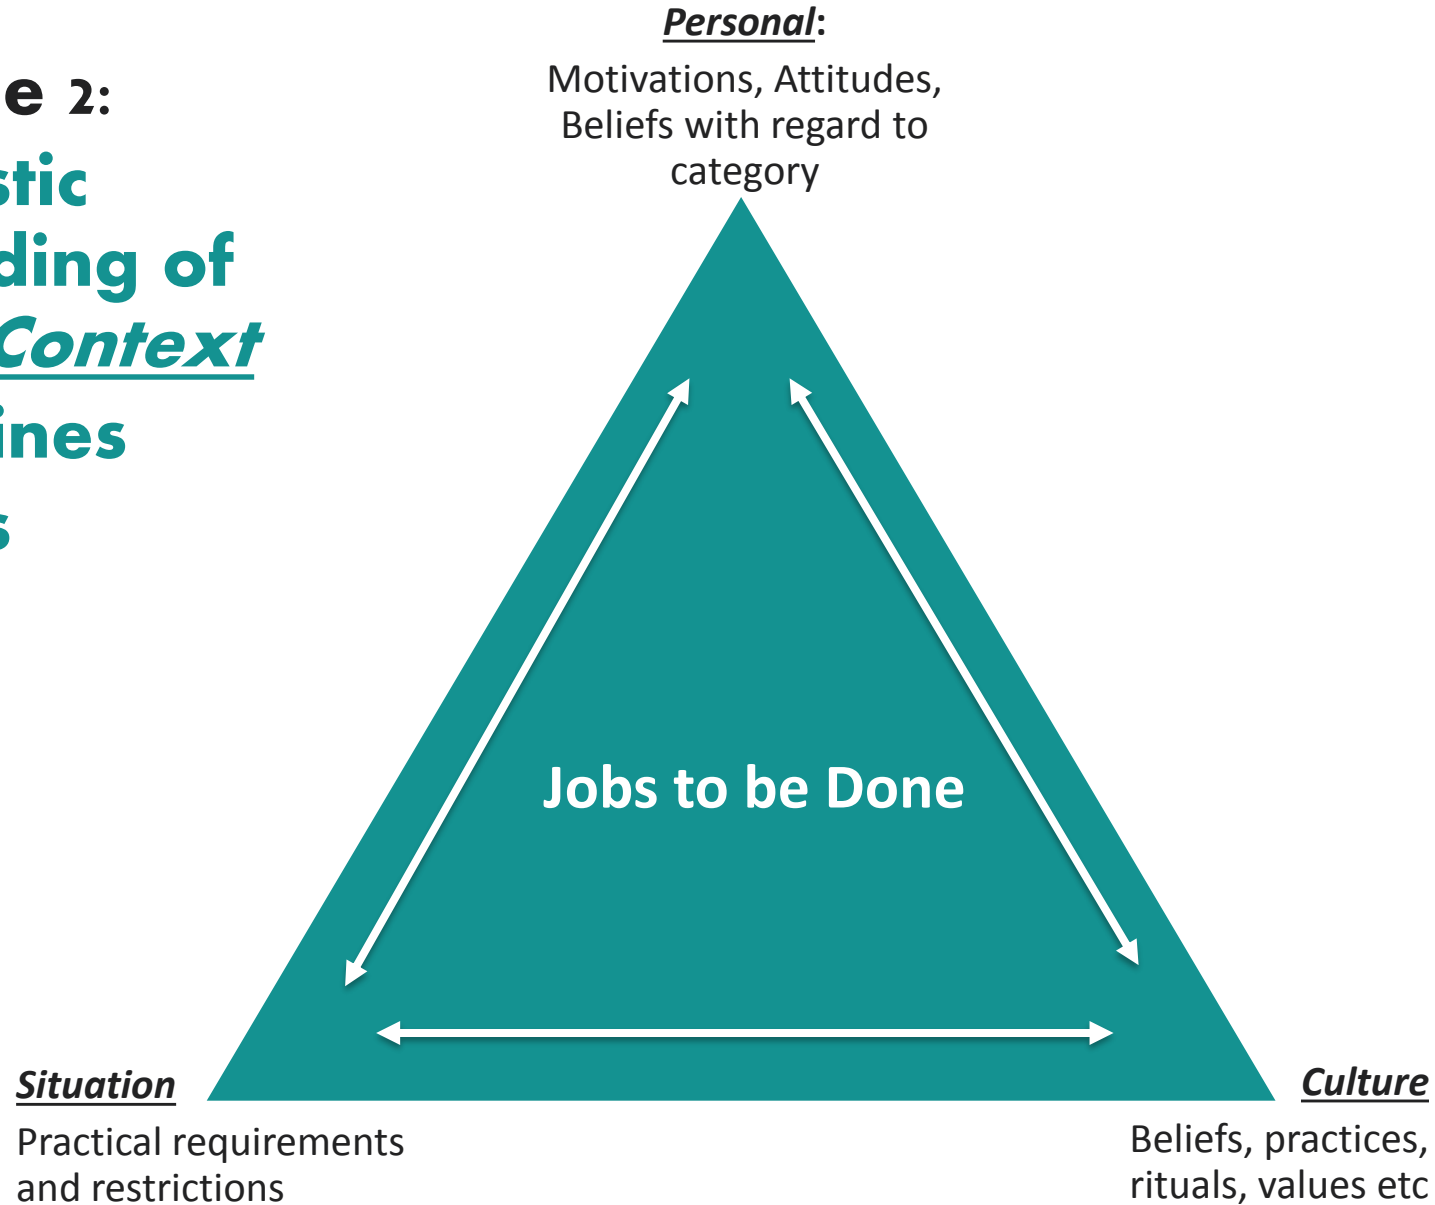 Personal:
Motivations, Attitudes,
Beliefs with regard to
category
e 2:
stic
ding of
Context
ines
s
Jobs to be Done
Situation
Practical requirements
and restrictions
Culture
Beliefs, practices,
rituals, values etc